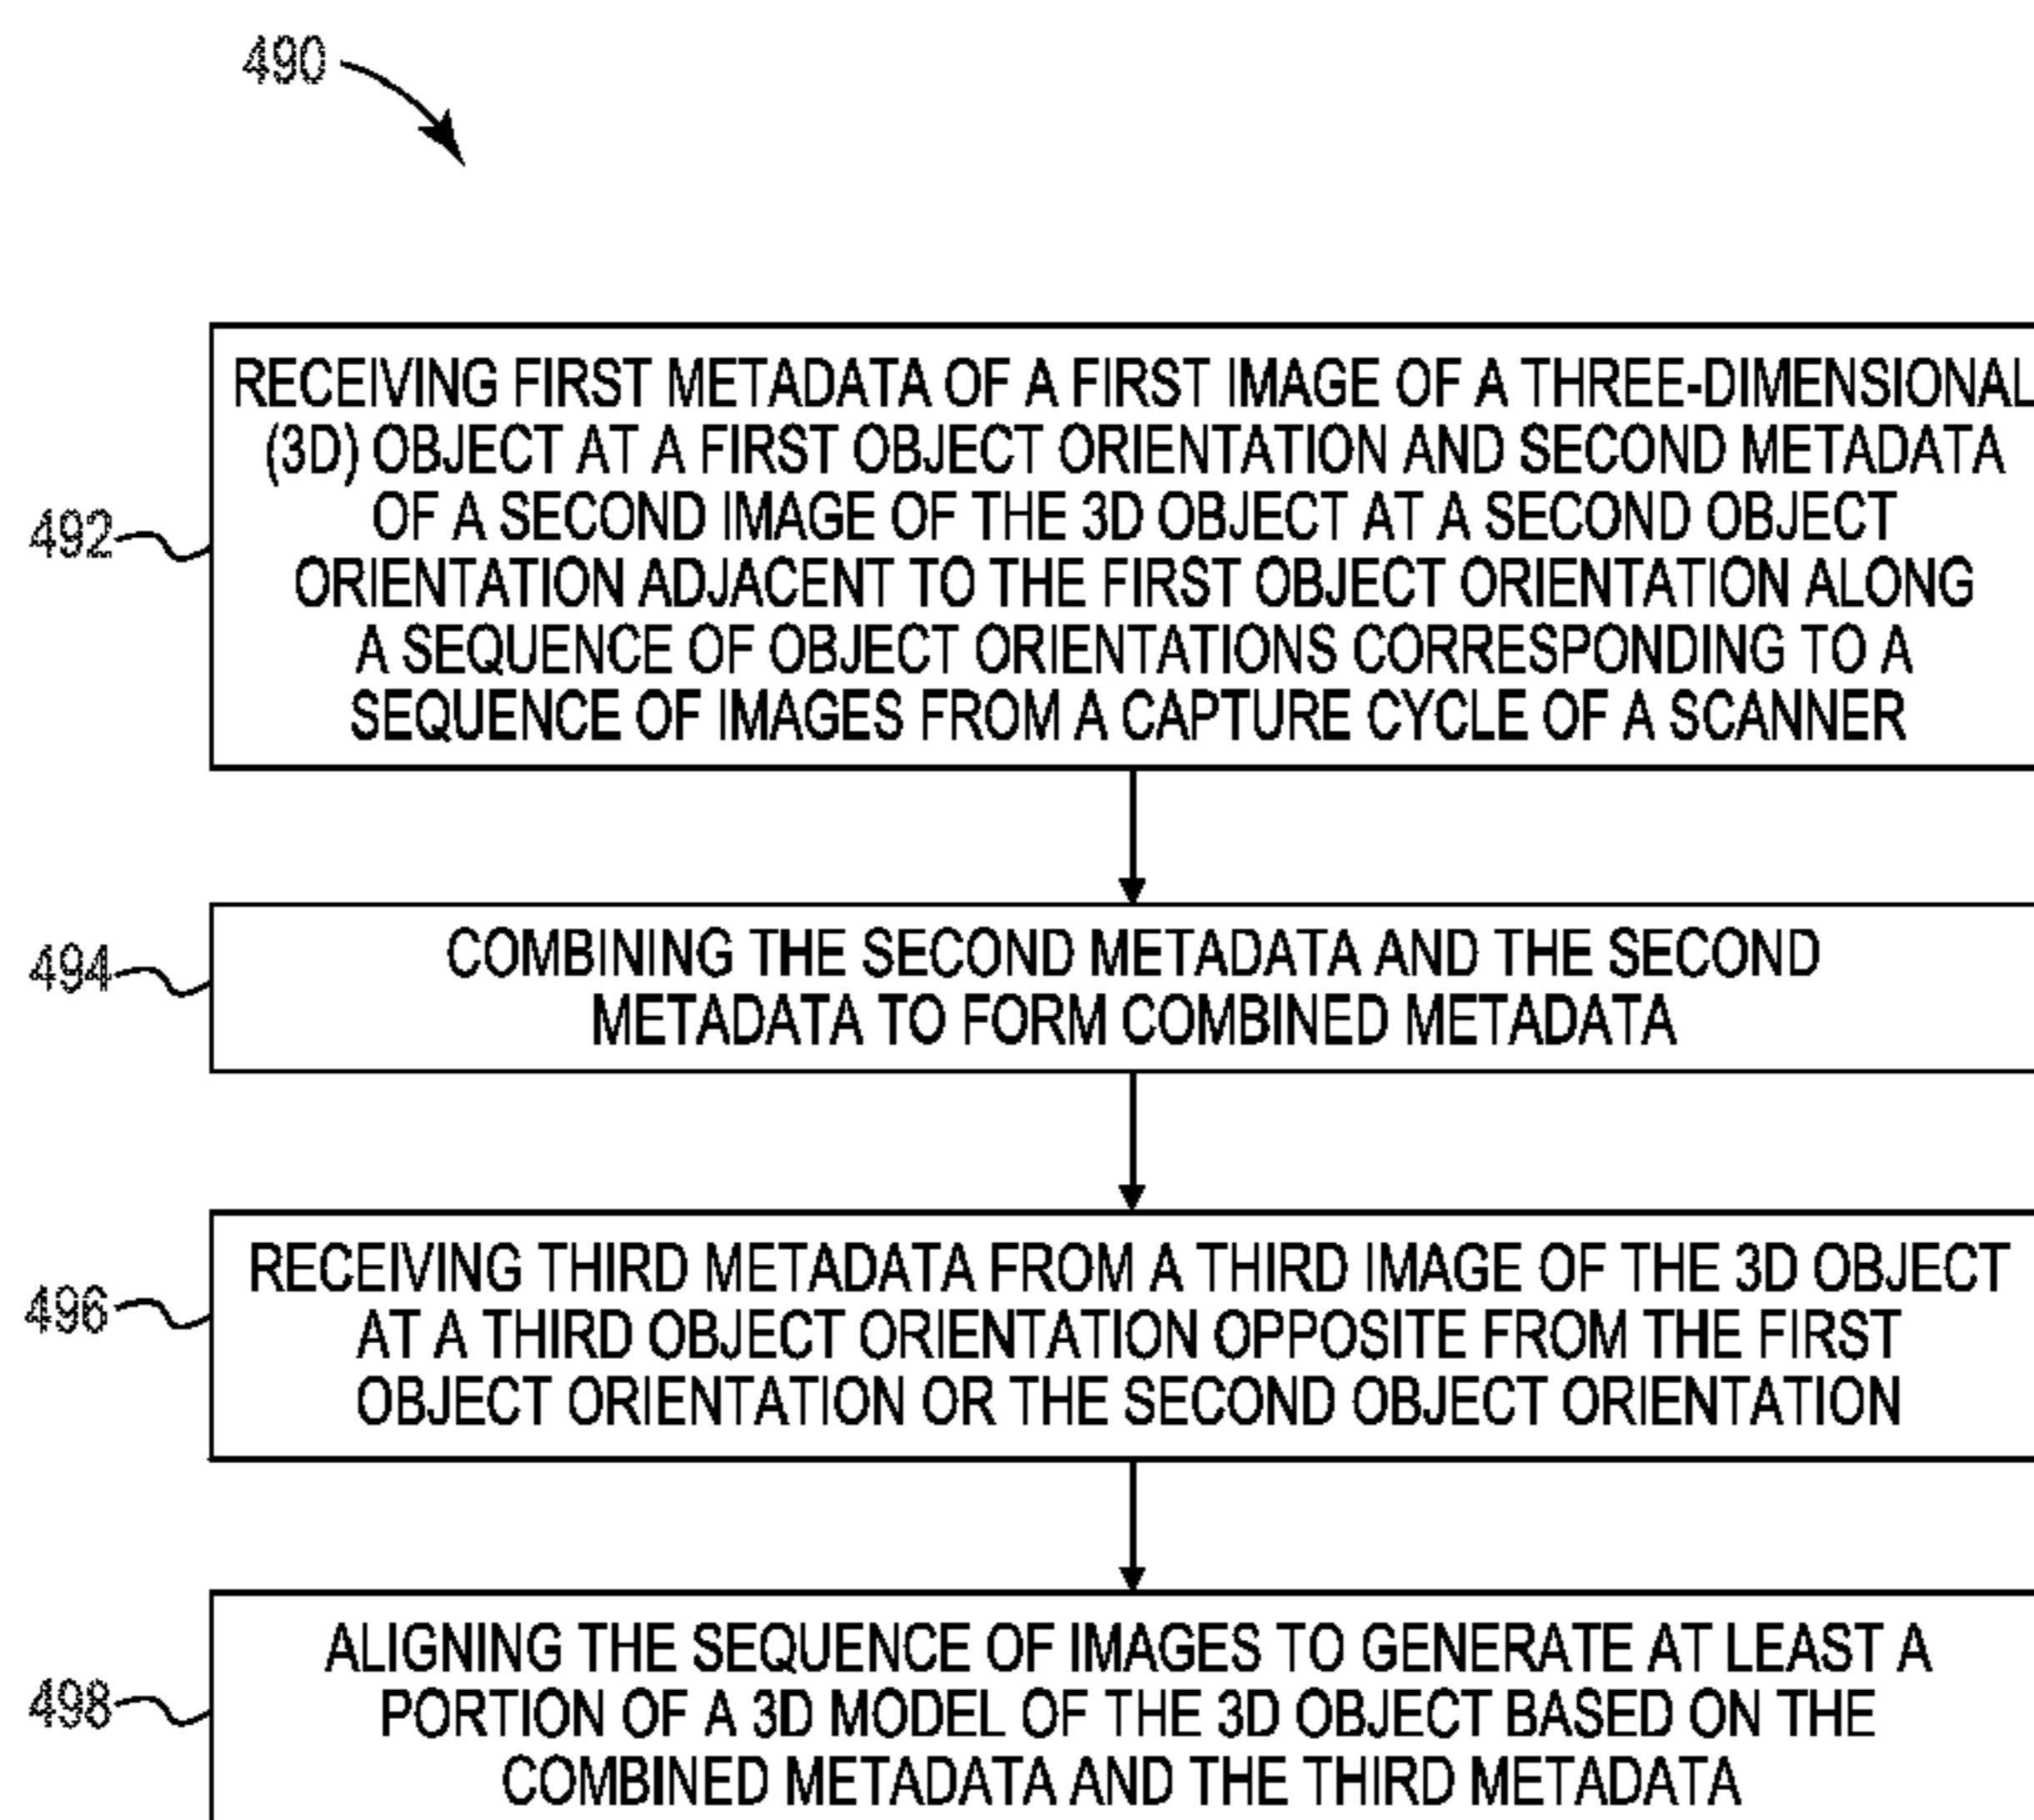 490
492
RECEIVING FIRST METADATA OF A FIRST IMAGE OF A THREE-DIMENSIONAL
(3D) OBJECT AT A FIRST OBJECT ORIENTATION AND SECOND METADATA
OF A SECOND IMAGE OF THE 3D OBJECT AT A SECOND OBJECT
ORIENTATION ADJACENT TO THE FIRST OBJECT ORIENTATION ALONG
A SEQUENCE OF OBJECT ORIENTATIONS CORRESPONDING TO A
SEQUENCE OF IMAGES FROM A CAPTURE CYCLE OF A SCANNER
494
COMBINING THE SECOND METADATA AND THE SECOND
METADATA TO FORM COMBINED METADATA
496
RECEIVING THIRD METADATA FROM A THIRD IMAGE OF THE 3D OBJECT
AT A THIRD OBJECT ORIENTATION OPPOSITE FROM THE FIRST
OBJECT ORIENTATION OR THE SECOND OBJECT ORIENTATION
498
ALIGNING THE SEQUENCE OF IMAGES TO GENERATE AT LEAST A
PORTION OF A 3D MODEL OF THE 3D OBJECT BASED ON THE
COMBINED METADATA AND THE THIRD METADATA